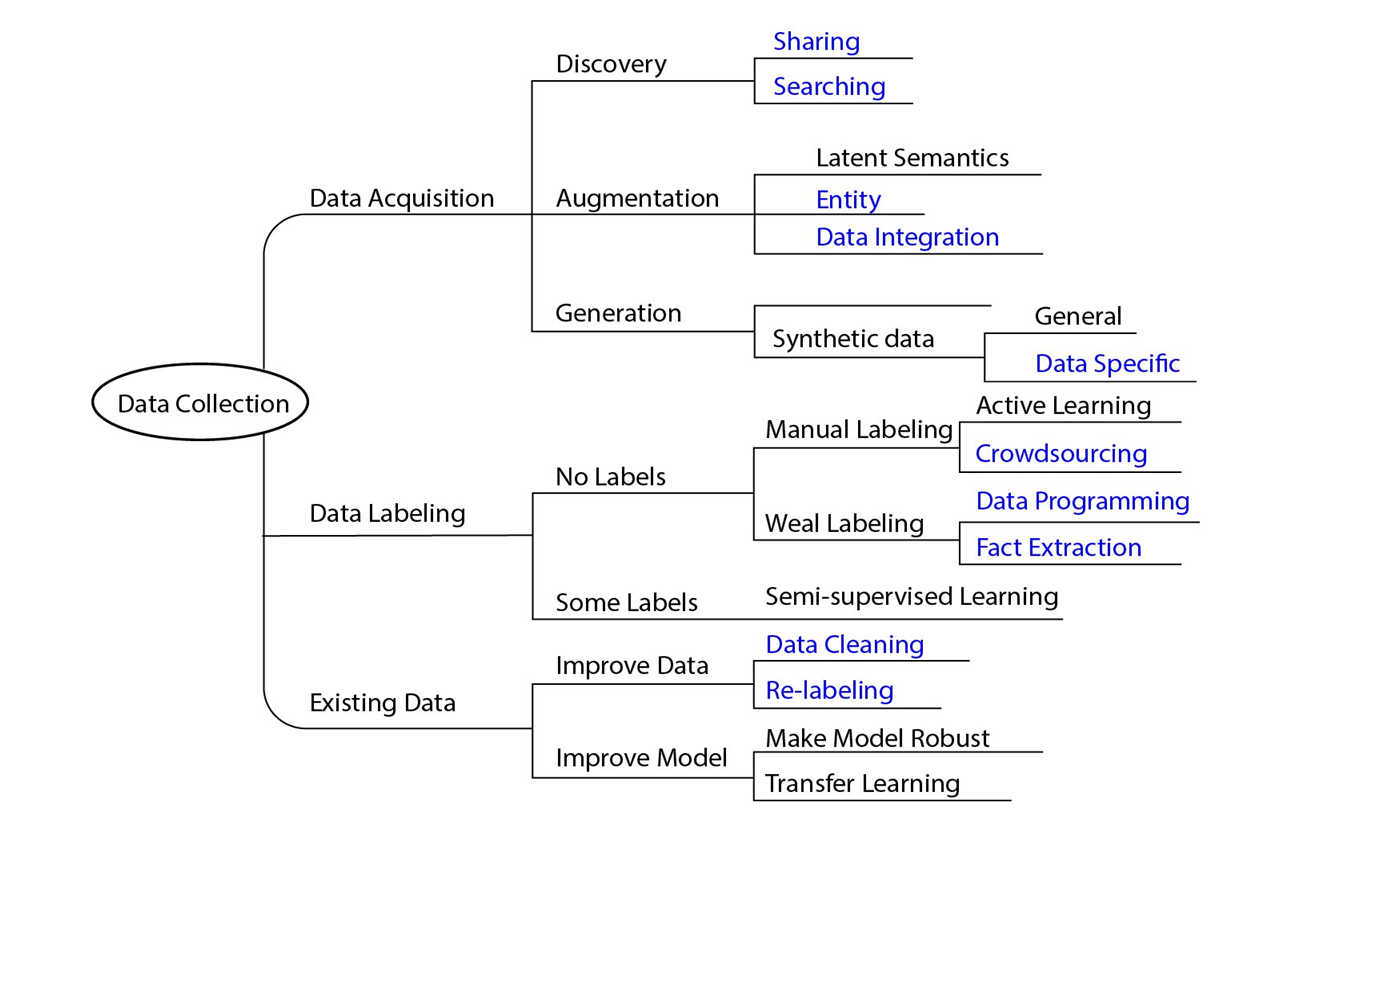 Sharing
Discovery
Searching
Latent Semantics
Data Acquisition
Augmentation
Entity
Data Integration
Generation
General
Synthetic data
Data Specific
Data Collection
Active Learning
Manual Labeling
Crowdsourcing
No Labels
Data Programming
Data Labeling
Weal Labeling
Fact Extraction
Some Labels
Semi-supervised Learning
Data Cleaning
Improve Data
Re-labeling
Existing Data
Make Model Robust
Improve Model
Transfer Learning